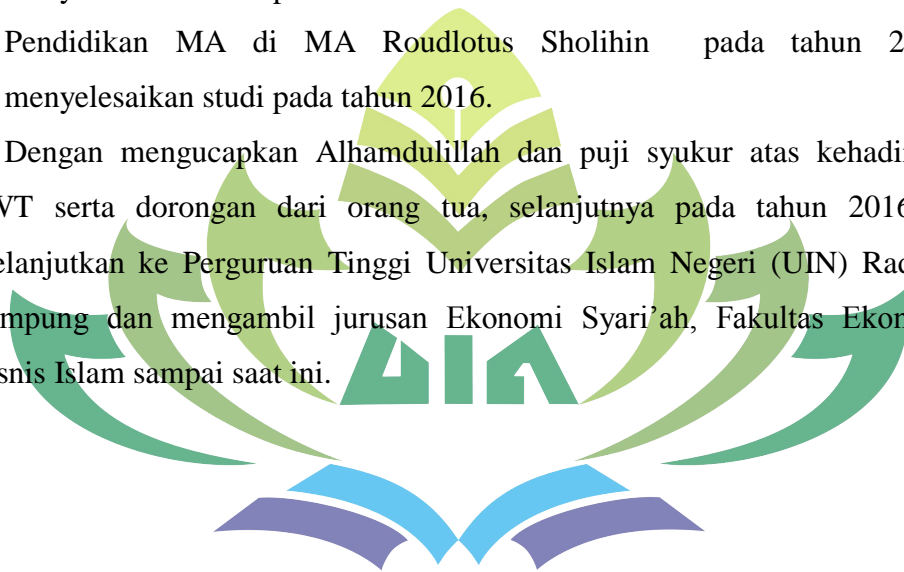 Pendidikan MA di MA Roudlotus Sholihin pada tahun 2
menyelesaikan studi pada tahun 2016.
Dengan mengucapkan Alhamdulillah dan puji syukur atas kehadi
WT serta dorongan dari orang tua, selanjutnya pada tahun 2016
elanjutkan ke Perguruan Tinggi Universitas Islam Negeri (UIN) Rad
mpung dan mengambil jurusan Ekonomi Syari’ah, Fakultas Ekon
snis Islam sampai saat ini.
UIN